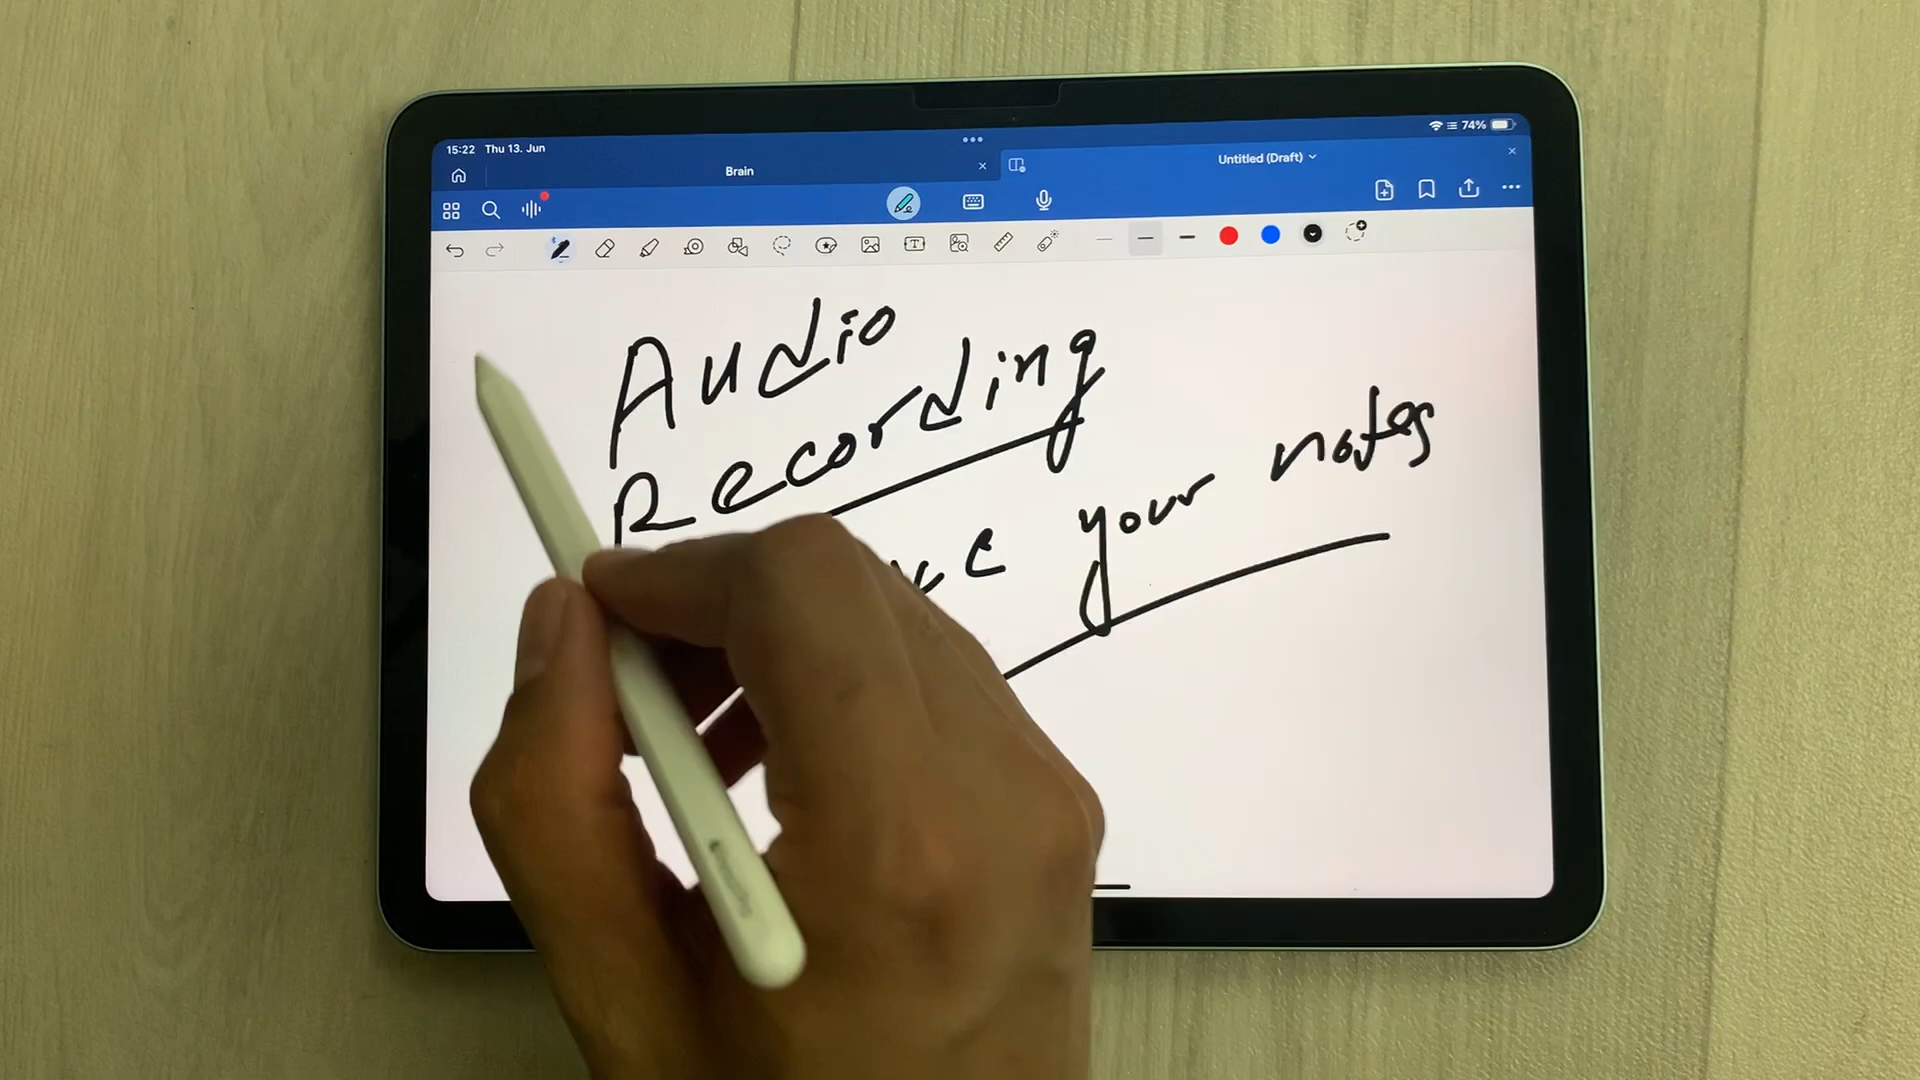 15:22 Thu 13. Jun
74%
Brain
Untitled (Draft)
Audio
Recording
your notes